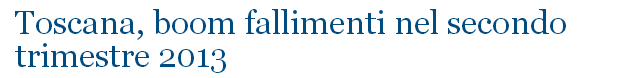 Toscana, boom fallimenti nel secondo
trimestre 2013